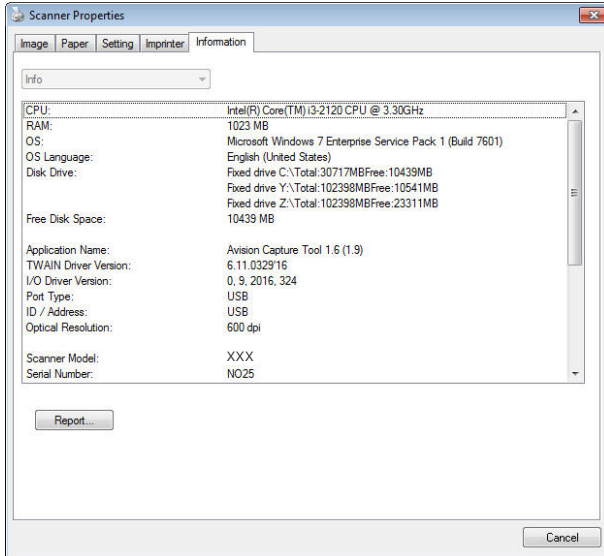 Scanner Properties
Image Paper Setting Imprinter Information
Info
CPU: Intel(R) Core(TM) i3-2120 CPU @ 3.30GHz
RAM: 1023 MB
OS: Microsoft Windows 7 Enterprise Service Pack 1 (Build 7601)
OS Language: English (United States)
Disk Drive: Fixed drive C:\Total:30717MBFree:10439MB
Fixed drive Y:\Total:102398MBFree:10541MB
Fixed drive Z:\Total:102398MBFree:23311MB
Free Disk Space: 10439 MB
Application Name: Avision Capture Tool 1.6 (1.9)
TWAIN Driver Version: 6.11.0329'16
I/O Driver Version: 0, 9, 2016, 324
Port Type: USB
ID / Address: USB
Optical Resolution: 600 dpi
Scanner Model: XXX
Serial Number: NO25
Report...
Cancel